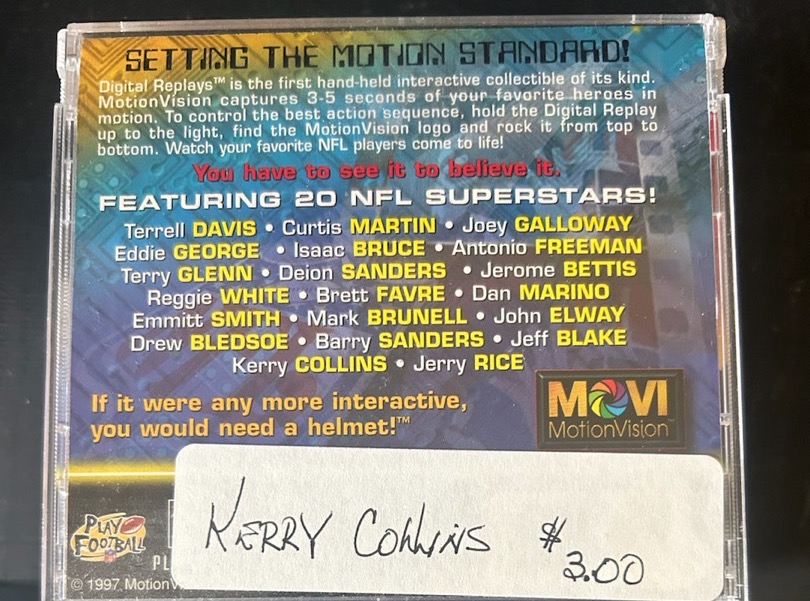 SETTING THE MOTION STANDARD!
Digital Replays™ is the first hand-held interactive collectible of its kind.
MotionVision captures 3-5 seconds of your favorite heroes in
motion. To control the best action sequence, hold the Digital Replay
up to the light, find the MotionVision logo and rock it from top to
bottom. Watch your favorite NFL players come to life!
You have to see it to believe it.
FEATURING 20 NFL SUPERSTARS!
Terrell DAVIS • Curtis MARTIN • Joey GALLOWAY
Eddie GEORGE • Isaac BRUCE • Antonio FREEMAN
Terry GLENN • Deion SANDERS • Jerome BETTIS
Reggie WHITE • Brett FAVRE • Dan MARINO
Emmitt SMITH • Mark BRUNELL • John ELWAY
Drew BLEDSOE • Barry SANDERS • Jeff BLAKE
Kerry COLLINS • Jerry RICE
If it were any more interactive,
you would need a helmet!™
MOVI
MotionVision™
PLAY
FOOTBALL
KERRY COLLINS $3.00
PL
© 1997 MotionV